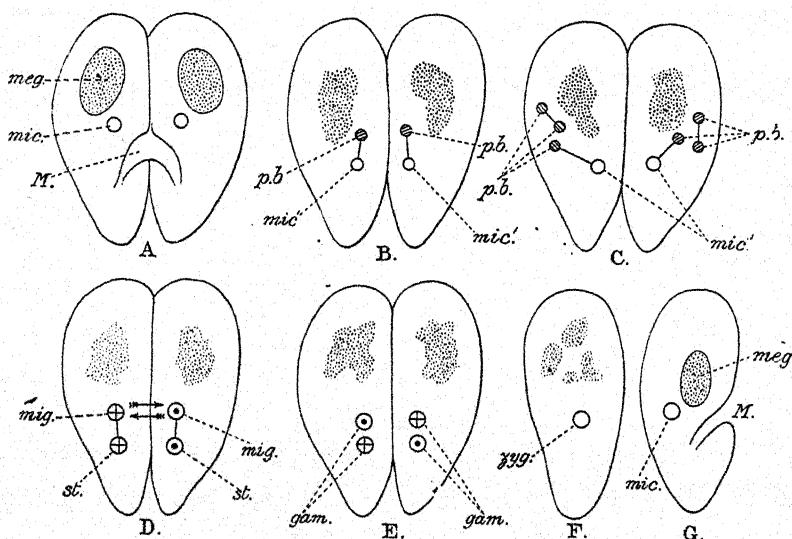 meg.
mic.
M.
A
p.b
mic
p.b.
mic.'
B.
p.b.
p.b.
mic.'
C.
mig.
st.
mig.
st.
D.
gam.
gam.
E.
zyg.
F.
meg
M.
mic.
G.